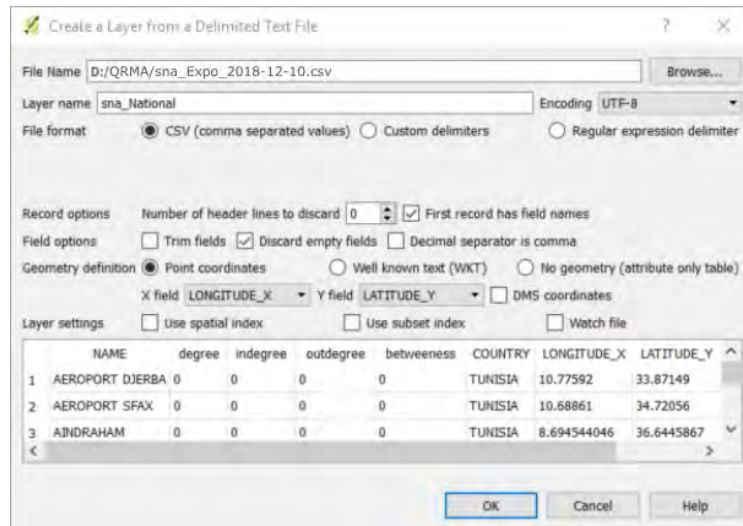 Create a Layer from a Delimited Text File ?
File Name D:/QRMA/sna_Expo_2018-12-10.csv Browse...
Layer name sna_National Encoding UTF-8
File format CSV (comma separated values) Custom delimiters Regular expression delimiter
Record options Number of header lines to discard 0 First record has field names
Field options Trim fields Discard empty fields Decimal separator is comma
Geometry definition Point coordinates Well known text (WKT) No geometry (attribute only table)
X field LONGITUDE_X Y field LATITUDE_Y DMS coordinates
Layer settings Use spatial index Use subset index Watch file
NAME degree indegree outdegree betweeness COUNTRY LONGITUDE_X LATITUDE_Y
1 AEROPORT DJERBA 0 0 0 0 TUNISIA 10.77592 33.87149
2 AEROPORT SFAX 0 0 0 0 TUNISIA 10.68861 34.72056
3 AINDRAHAM 0 0 0 0 TUNISIA 8.694544046 36.6445867
OK Cancel Help